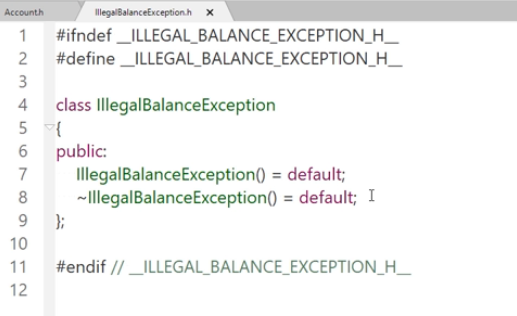 Account.h IllegalBalanceException.h X
1 #ifndef __ILLEGAL_BALANCE_EXCEPTION_H__
2 #define __ILLEGAL_BALANCE_EXCEPTION_H__
3
4 class IllegalBalanceException
5 {
6 public:
7 IllegalBalanceException() = default;
8 ~IllegalBalanceException() = default;
9 };
10
11 #endif // __ILLEGAL_BALANCE_EXCEPTION_H__
12